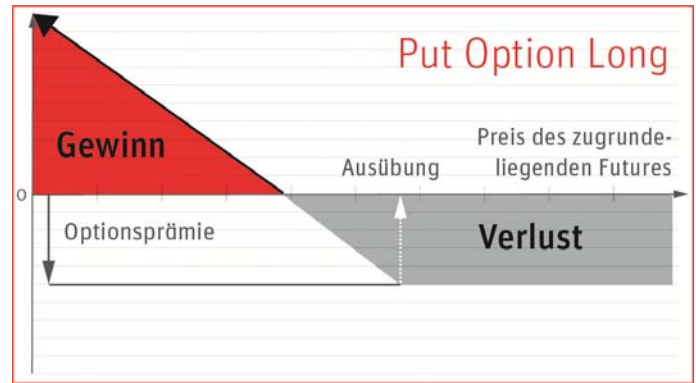 Put Option Long
Gewinn
Preis des zugrunde-
Ausübung
liegenden Futures
0
Optionsprämie
Verlust